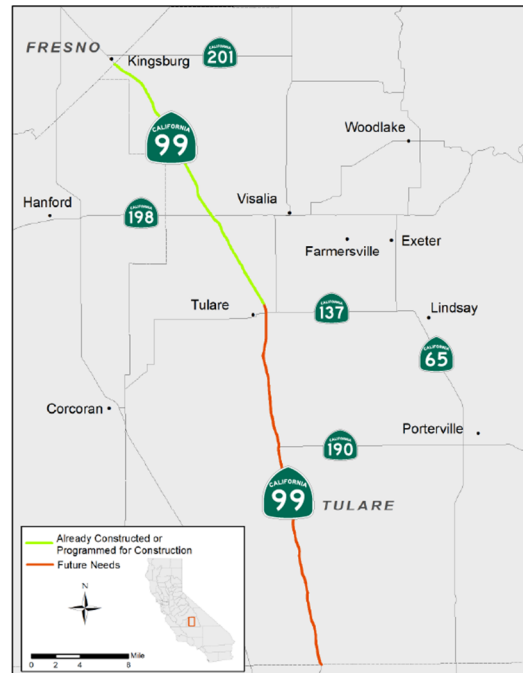 FRESNO
Kingsburg
CALIFORNIA
201
CALIFORNIA
99
Woodlake
Hanford
CALIFORNIA
198
Visalia
Farmersville
Exeter
Tulare
CALIFORNIA
137
Lindsay
CALIFORNIA
65
Corcoran
CALIFORNIA
190
Porterville
CALIFORNIA
99
TULARE
Already Constructed or
Programmed for Construction
Future Needs
N
Mile
0 2 4 8